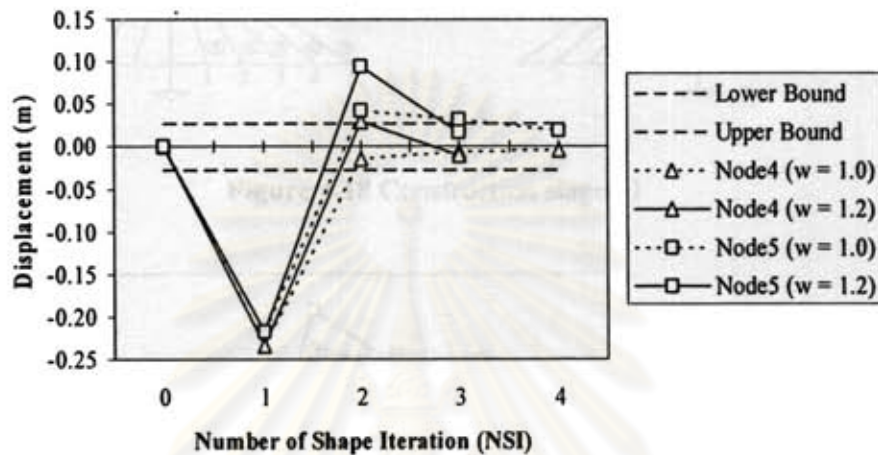 0.15
0.10
0.05
0.00
-0.05
-0.10
-0.15
-0.20
-0.25
Displacement (m)
0 1 2 3 4
Number of Shape Iteration (NSI)
Lower Bound
Upper Bound
Node4 (w = 1.0)
Node4 (w = 1.2)
Node5 (w = 1.0)
Node5 (w = 1.2)